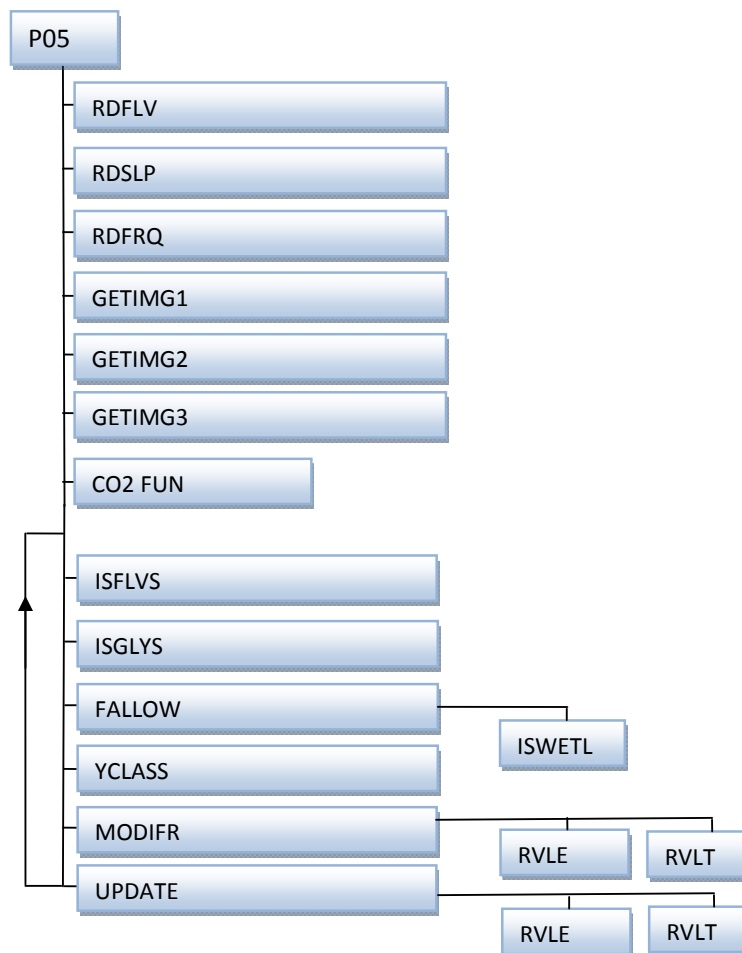 P05
RDFLV
RDSLP
RDFRQ
GETIMG1
GETIMG2
GETIMG3
CO2 FUN
ISFLVS
ISGLYS
FALLOW
ISWETL
YCLASS
MODIFR
RVLE
RVLT
UPDATE
RVLE
RVLT